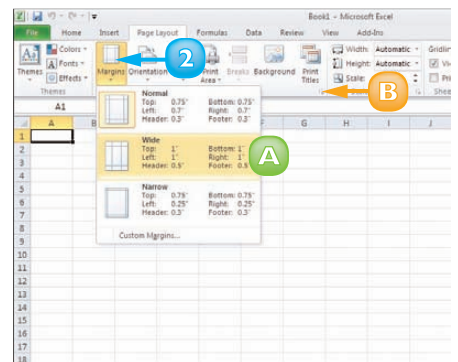 Book1 - Microsoft Excel
File Home Insert Page Layout Formulas Data Review View Add-Ins
Colors
Fonts
Effects
Themes
Themes
Margins Orientation
2
Print
Area
Breaks Background Print
Titles
Width: Automatic
Height: Automatic
Scale:
B
A1
A B G H I J
Normal
Top: 0.75" Bottom: 0.75"
Left: 0.7" Right: 0.7"
Header: 0.3" Footer: 0.3"
Wide
Top: 1" Bottom: 1"
Left: 1" Right: 1"
Header: 0.5" Footer: 0.5"
A
Narrow
Top: 0.75" Bottom: 0.75"
Left: 0.25" Right: 0.25"
Header: 0.3" Footer: 0.3"
Custom Margins...
1
2
3
4
5
6
7
8
9
10
11
12
13
14
15
16
17
18